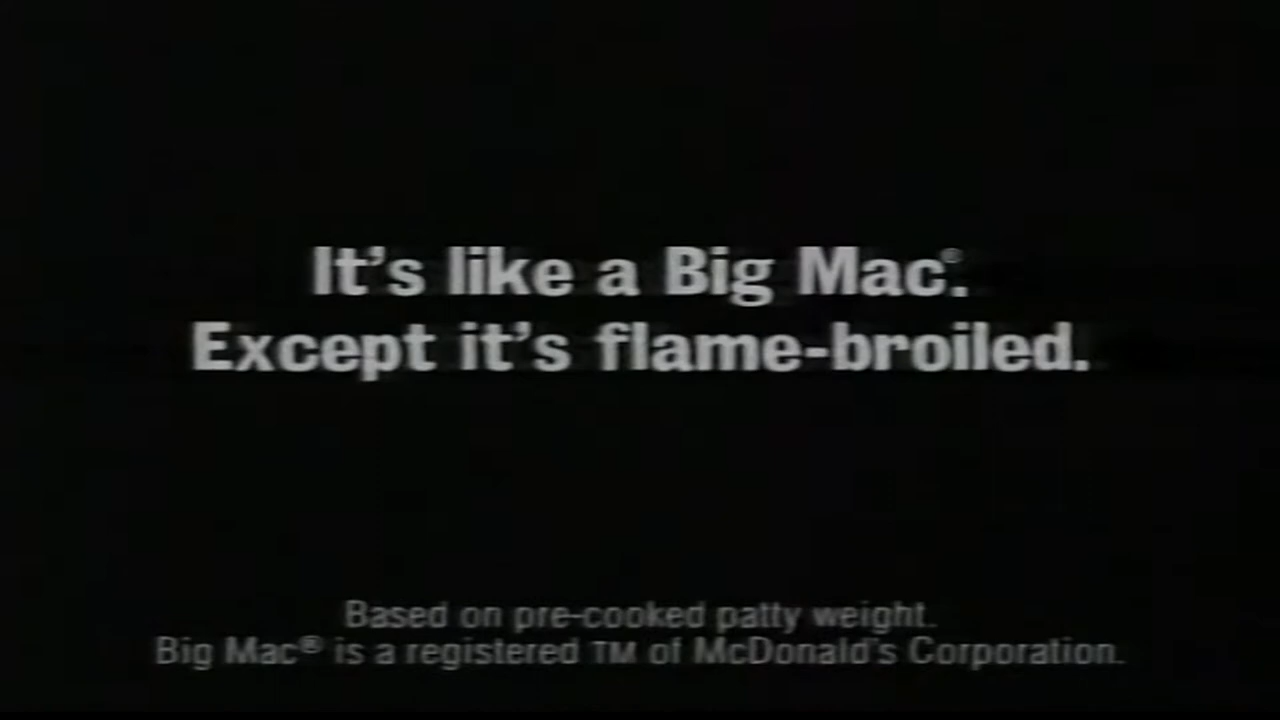 It's like a Big Mac®.
Except it's flame-broiled.
Based on pre-cooked patty weight.
Big Mac® is a registered TM of McDonald's Corporation.